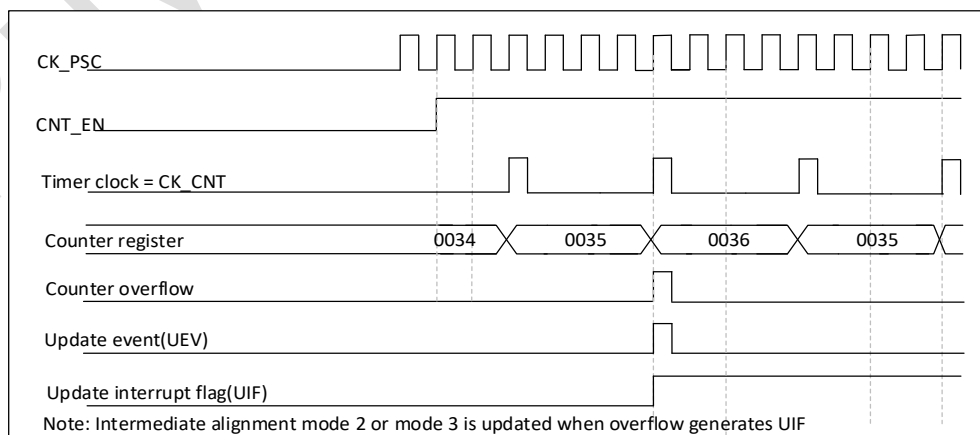 CK_PSC
CNT_EN
Timer clock = CK_CNT
Counter register 0034 0035 0036 0035
Counter overflow
Update event(UEV)
Update interrupt flag(UIF)
Note: Intermediate alignment mode 2 or mode 3 is updated when overflow generates UIF